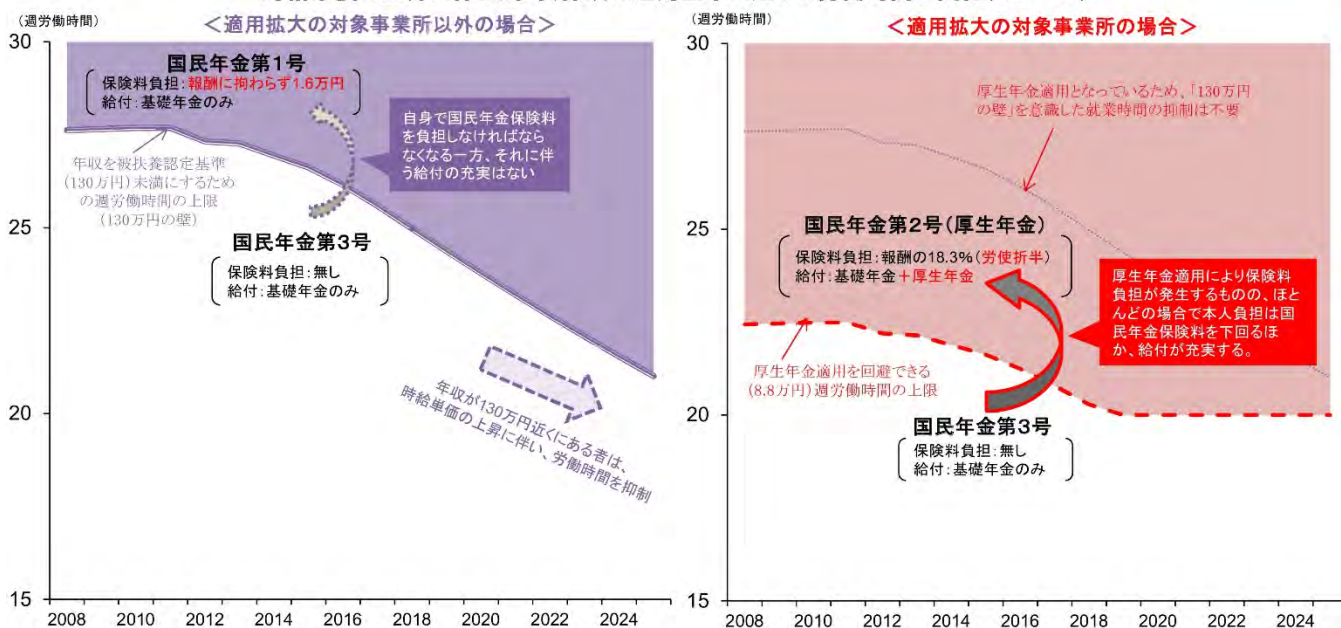 (週労働時間)
＜適用拡大の対象事業所以外の場合＞
30
25
20
15
国民年金第1号
保険料負担：報酬に拘わらず1.6万円
給付：基礎年金のみ
自身で国民年金保険料
を負担しなければなら
なくなる一方、それに伴
う給付の充実はない
年収を被扶養認定基準
(130万円)未満にするため
の週労働時間の上限
(130万円の壁)
国民年金第3号
保険料負担：無し
給付：基礎年金のみ
年収が130万円近くにある者は、
時給単価の上昇に伴い、労働時間を抑制
2008 2010 2012 2014 2016 2018 2020 2022 2024
(週労働時間)
＜適用拡大の対象事業所の場合＞
30
25
20
15
厚生年金適用となっているため、「130万円
の壁」を意識した就業時間の抑制は不要
国民年金第2号(厚生年金)
保険料負担：報酬の18.3%(労使折半)
給付：基礎年金＋厚生年金
厚生年金適用により保険料
負担が発生するものの、ほと
んどの場合で本人負担は国
民年金保険料を下回るほ
か、給付が充実する。
厚生年金適用を回避できる
(8.8万円)週労働時間の上限
国民年金第3号
保険料負担：無し
給付：基礎年金のみ
2008 2010 2012 2014 2016 2018 2020 2022 2024